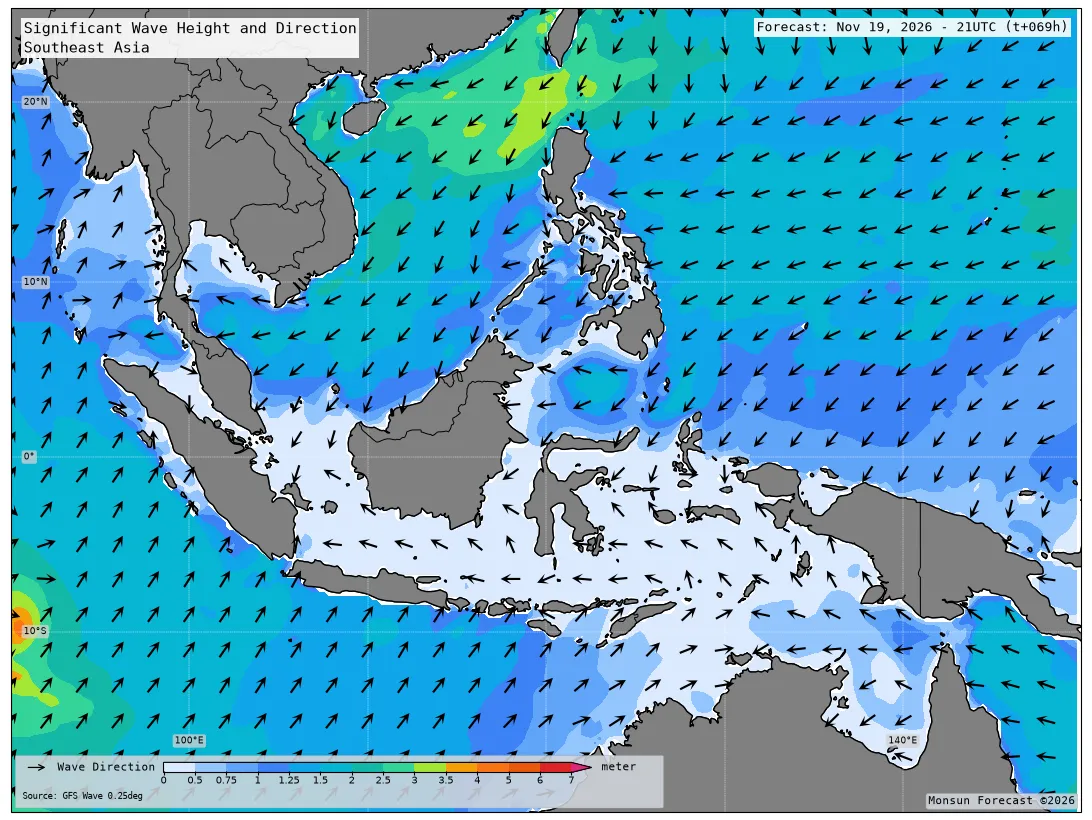 Significant Wave Height and Direction
Southeast Asia
Forecast: Nov 19, 2026 - 21UTC (t+069h)
20°N
10°N
0°
10°S
100°E
140°E
Wave Direction
0 0.5 0.75 1 1.25 1.5 2 2.5 3 3.5 4 5 6 7
meter
Source: GFS Wave 0.25deg
Monsun Forecast ©2026